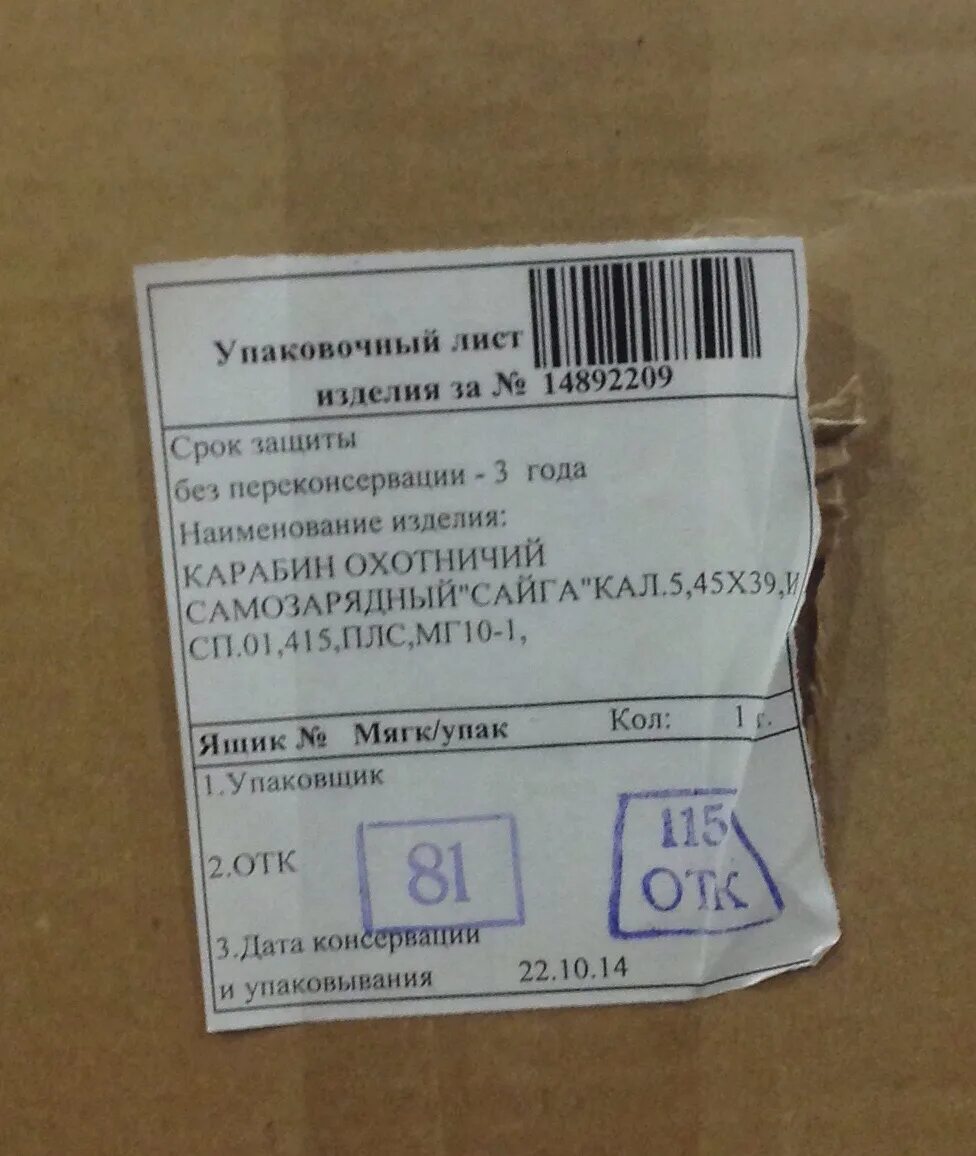 Упаковочный лист
изделия за № 14892209
Срок защиты
без переконсервации - 3 года
Наименование изделия:
КАРАБИН ОХОТНИЧИЙ
САМОЗАРЯДНЫЙ"САЙГА"КАЛ.5,45Х39,И
СП.01,415,ПЛС,МГ10-1,
Ящик № Мягк/упак Кол: 1 г.
1.Упаковщик
115
2.ОТК 81 ОТК
3.Дата консервации
и упаковывания 22.10.14